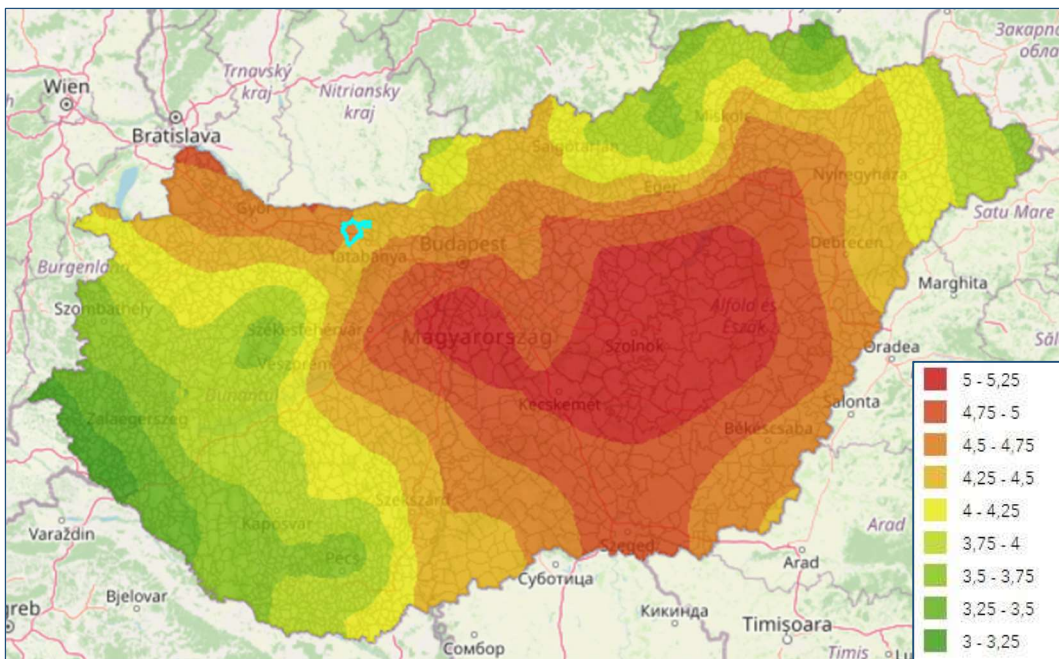 Закарпа
обла
Trnavský
kraj
Nitriansky
kraj
Wien
Bratislava
Miskolc
Salgótarján
Eger
Nyíregyháza
Satu Mare
Győr
Budapest
Debrecen
Tatabánya
Burgenland
Marghita
Szombathely
Székesfehérvár
Alföld és
Észak
Magyarország
Szolnok
Oradea
Săl
Veszprém
Dunántúl
Zalaegerszeg
Kecskemét
Salonta
Békéscsaba
Szekszárd
Kaposvár
Varaždin
Pécs
Szeged
Arad
Arad
Суботица
Bjelovar
Кикинда
greb
Timișoara
Сомбор
Timiș
Lu
5 - 5,25
4,75 - 5
4,5 - 4,75
4,25 - 4,5
4 - 4,25
3,75 - 4
3,5 - 3,75
3,25 - 3,5
3 - 3,25